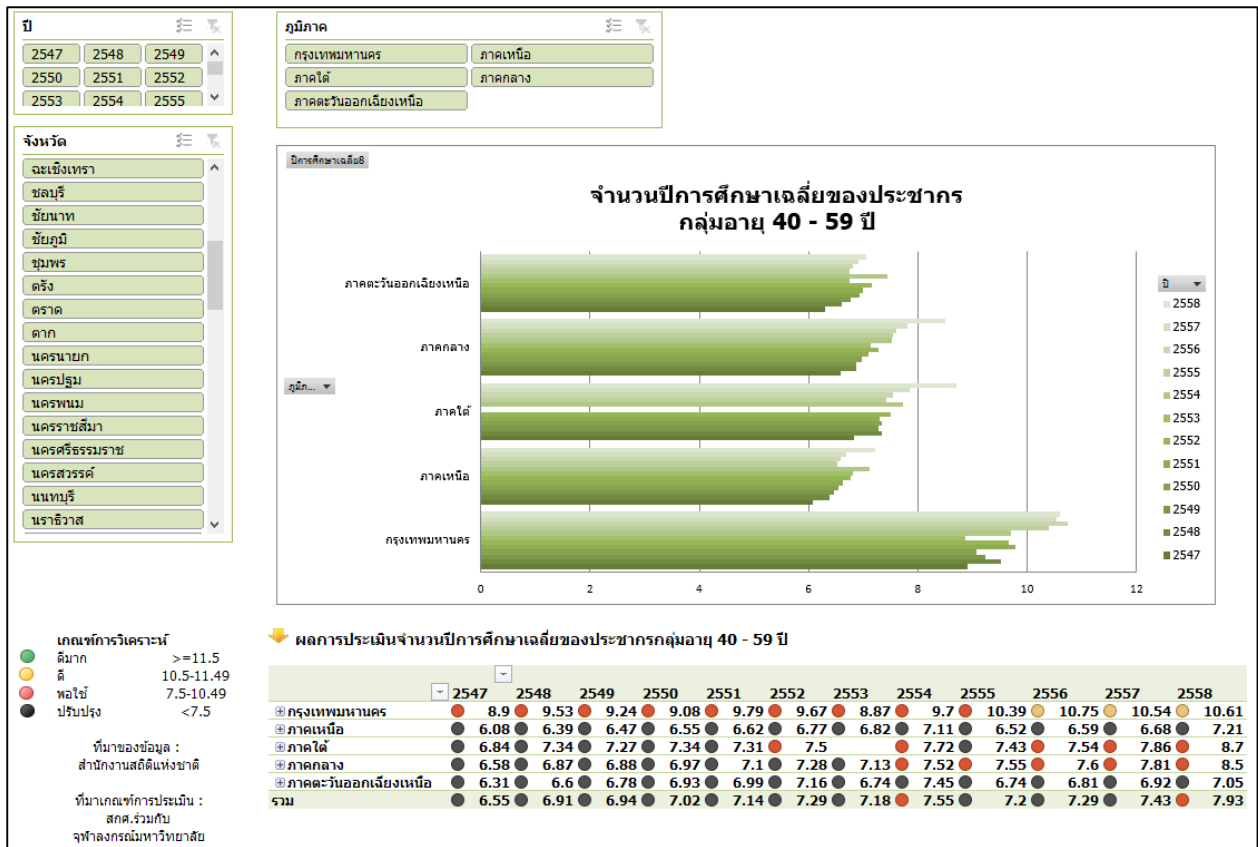 ปี
2547 2548 2549
2550 2551 2552
2553 2554 2555
ภูมิภาค
กรุงเทพมหานคร ภาคเหนือ
ภาคใต้ ภาคกลาง
ภาคตะวันออกเฉียงเหนือ
จังหวัด
ฉะเชิงเทรา
ชลบุรี
ชัยนาท
ชัยภูมิ
ชุมพร
ตรัง
ตราด
ตาก
นครนายก
นครปฐม
นครพนม
นครราชสีมา
นครศรีธรรมราช
นครสวรรค์
นนทบุรี
นราธิวาส
ปีการศึกษาเฉลี่ย8
จำนวนปีการศึกษาเฉลี่ยของประชากร
กลุ่มอายุ 40 - 59 ปี
ภาคตะวันออกเฉียงเหนือ
ภาคกลาง
ภูมิภ...
ภาคใต้
ภาคเหนือ
กรุงเทพมหานคร
0 2 4 6 8 10 12
ปี
2558
2557
2556
2555
2554
2553
2552
2551
2550
2549
2548
2547
เกณฑ์การวิเคราะห์
ดีมาก >=11.5
ดี 10.5-11.49
พอใช้ 7.5-10.49
ปรับปรุง <7.5
ที่มาของข้อมูล :
สำนักงานสถิติแห่งชาติ
ที่มาเกณฑ์การประเมิน :
สกศ.ร่วมกับ
จุฬาลงกรณ์มหาวิทยาลัย
ผลการประเมินจำนวนปีการศึกษาเฉลี่ยของประชากรกลุ่มอายุ 40 - 59 ปี
2547 2548 2549 2550 2551 2552 2553 2554 2555 2556 2557 2558
กรุงเทพมหานคร 8.9 9.53 9.24 9.08 9.79 9.67 8.87 9.7 10.39 10.75 10.54 10.61
ภาคเหนือ 6.08 6.39 6.47 6.55 6.62 6.77 6.82 7.11 6.52 6.59 6.68 7.21
ภาคใต้ 6.84 7.34 7.27 7.34 7.31 7.5 7.72 7.43 7.54 7.86 8.7
ภาคกลาง 6.58 6.87 6.88 6.97 7.1 7.28 7.13 7.52 7.55 7.6 7.81 8.5
ภาคตะวันออกเฉียงเหนือ 6.31 6.6 6.78 6.93 6.99 7.16 6.74 7.45 6.74 6.81 6.92 7.05
รวม 6.55 6.91 6.94 7.02 7.14 7.29 7.18 7.55 7.2 7.29 7.43 7.93